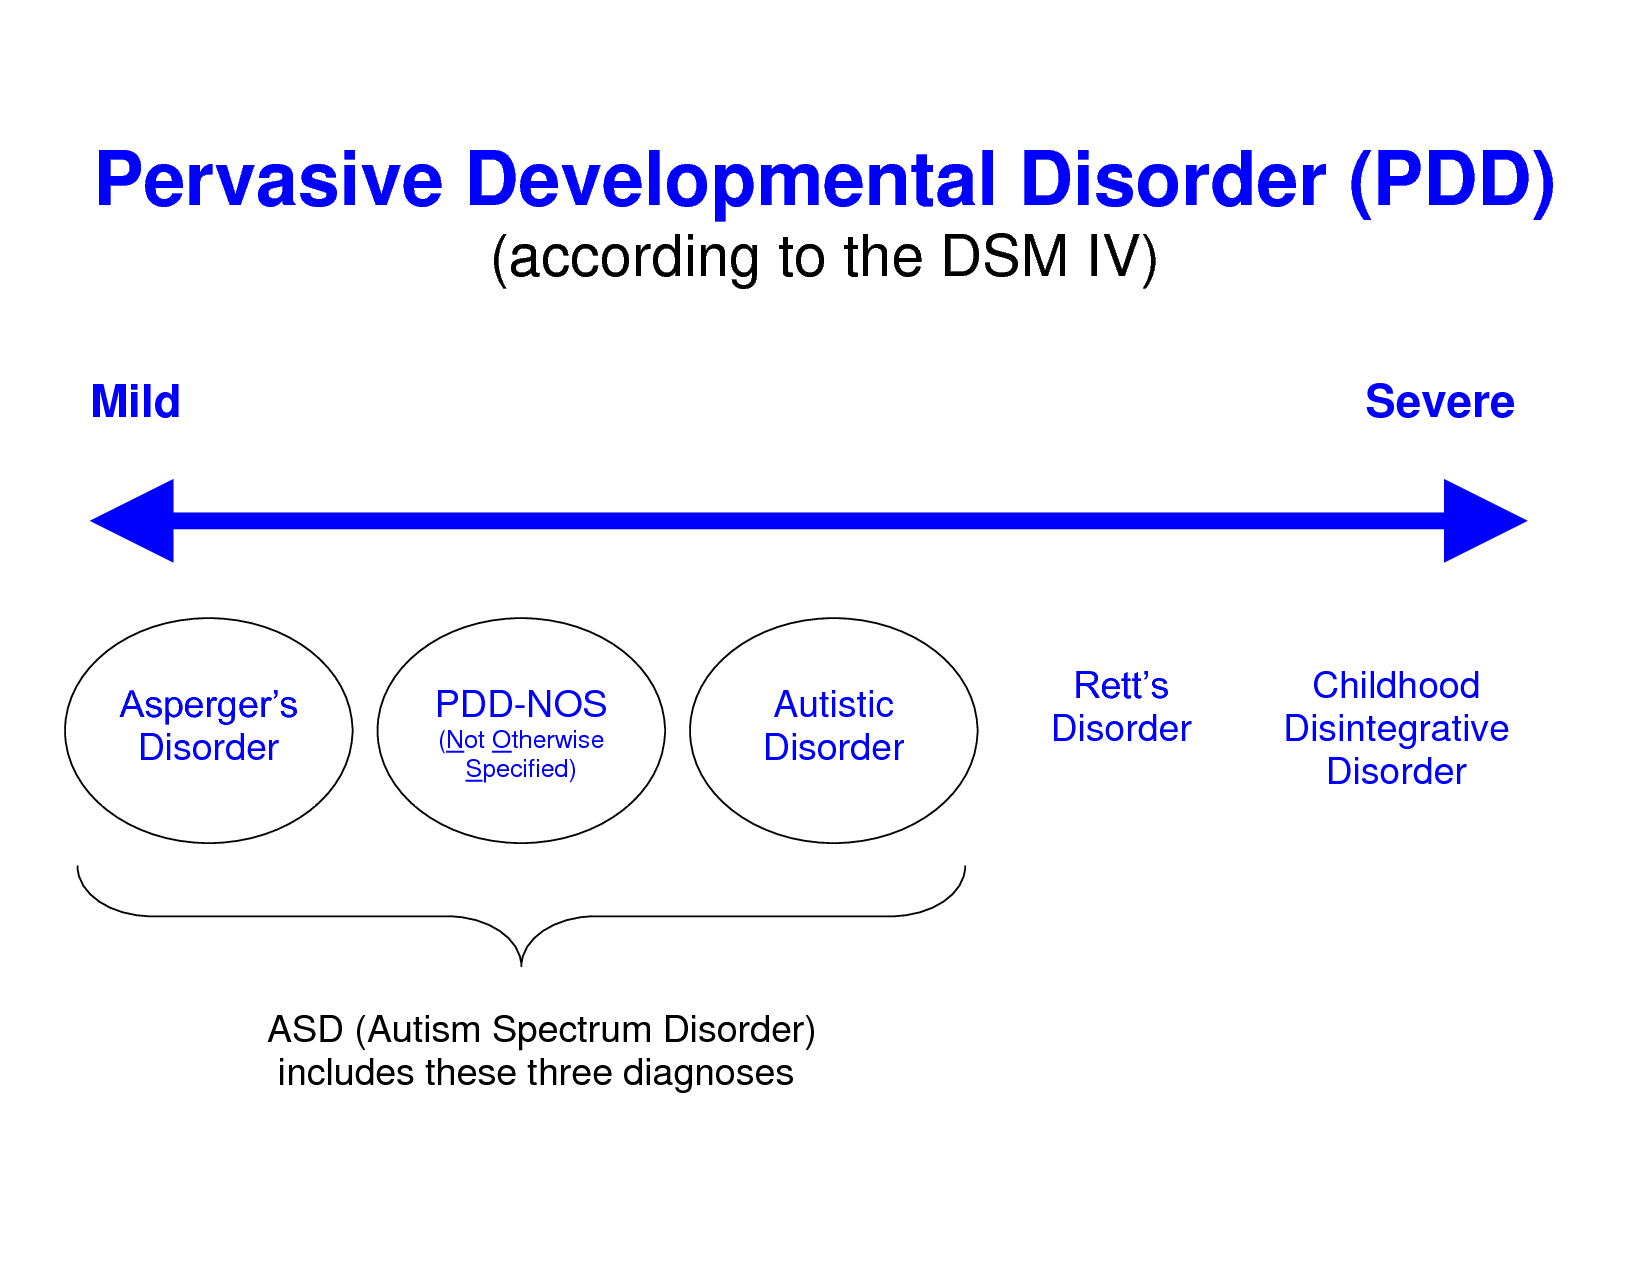 Pervasive Developmental Disorder (PDD)
(according to the DSM IV)
Mild
Severe
Asperger’s
Disorder
PDD-NOS
(Not Otherwise
Specified)
Autistic
Disorder
Rett’s
Disorder
Childhood
Disintegrative
Disorder
ASD (Autism Spectrum Disorder)
includes these three diagnoses